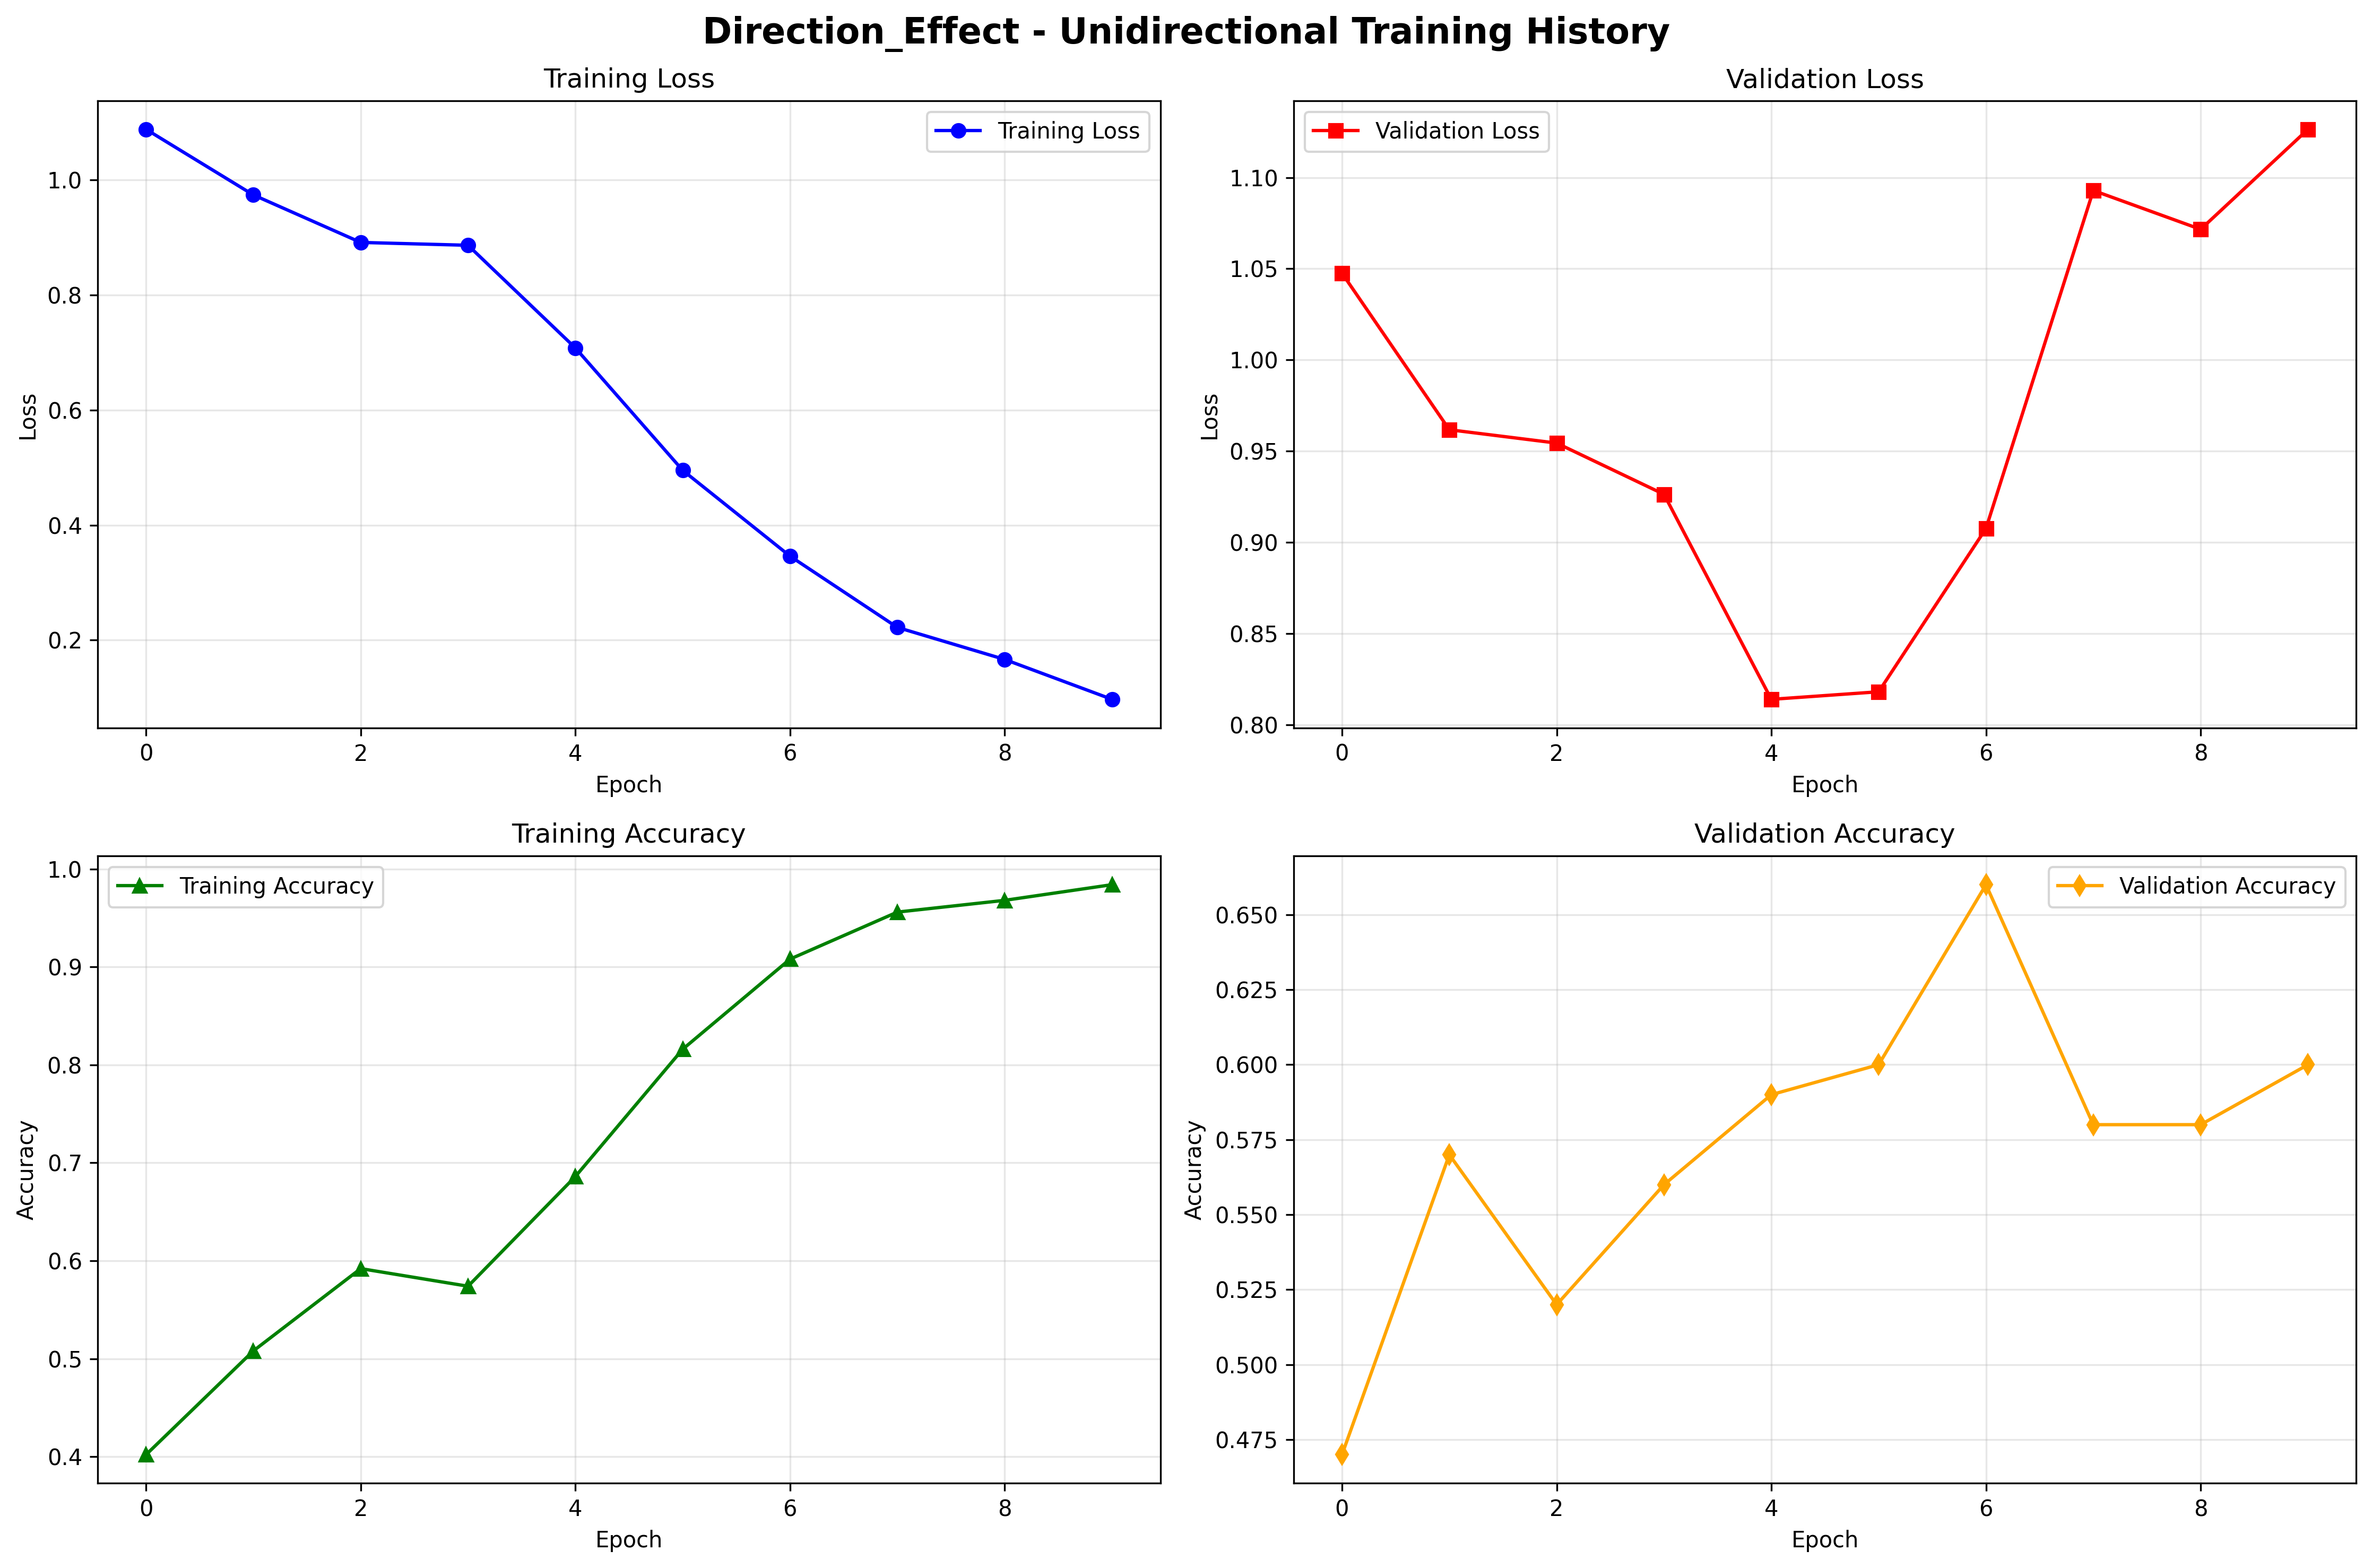 Direction_Effect - Unidirectional Training History
Training Loss
Training Loss
1.0
0.8
0.6
0.4
0.2
Loss
0 2 4 6 8
Epoch
Validation Loss
Validation Loss
1.10
1.05
1.00
0.95
0.90
0.85
0.80
Loss
0 2 4 6 8
Epoch
Training Accuracy
Training Accuracy
1.0
0.9
0.8
0.7
0.6
0.5
0.4
Accuracy
0 2 4 6 8
Epoch
Validation Accuracy
Validation Accuracy
0.650
0.625
0.600
0.575
0.550
0.525
0.500
0.475
Accuracy
0 2 4 6 8
Epoch